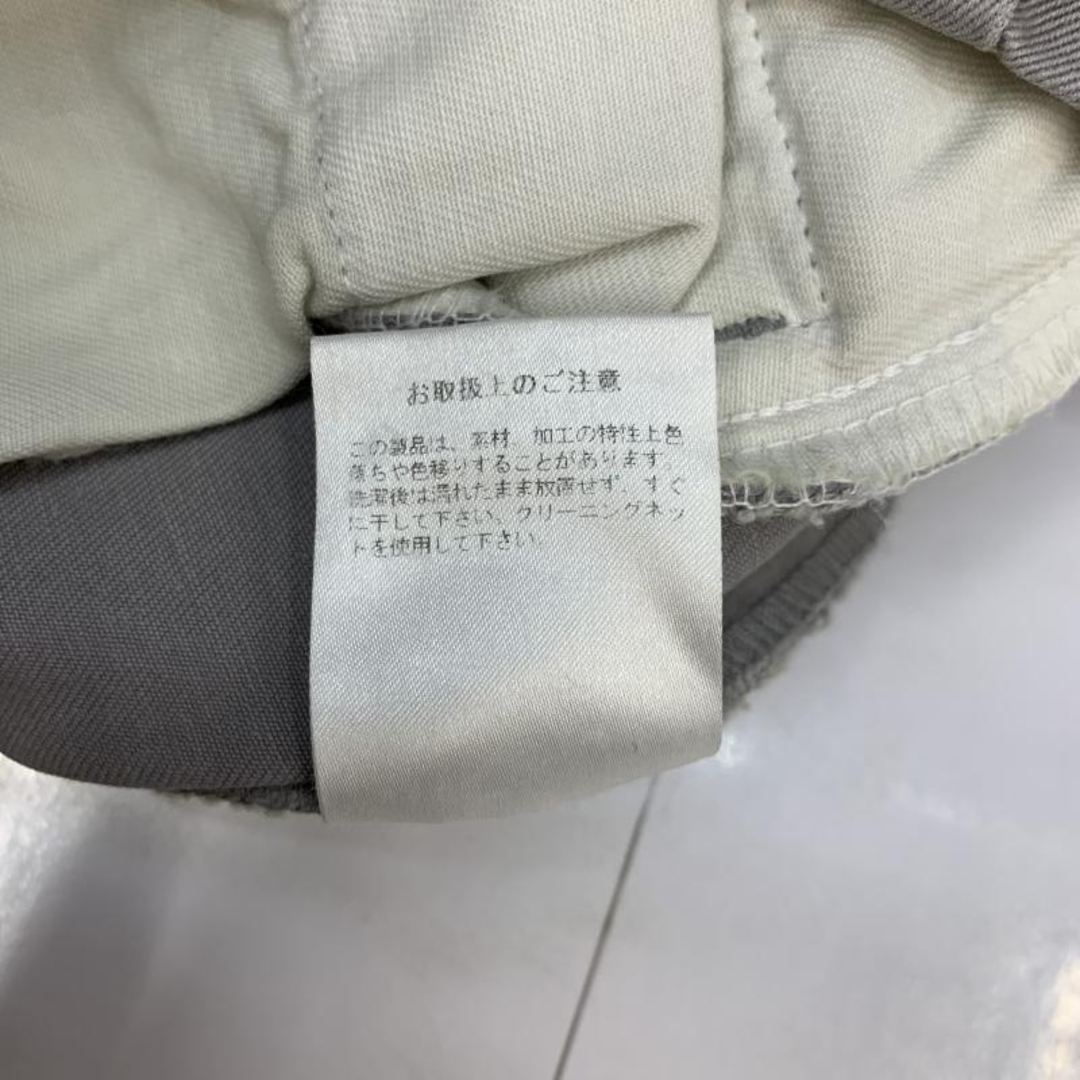 お取扱上のご注意
この製品は、素材、加工の特性上色
落ちや色移りすることがあります。
洗濯後は濡れたまま放置せず、すぐ
に干して下さい。クリーニングネッ
トを使用して下さい。